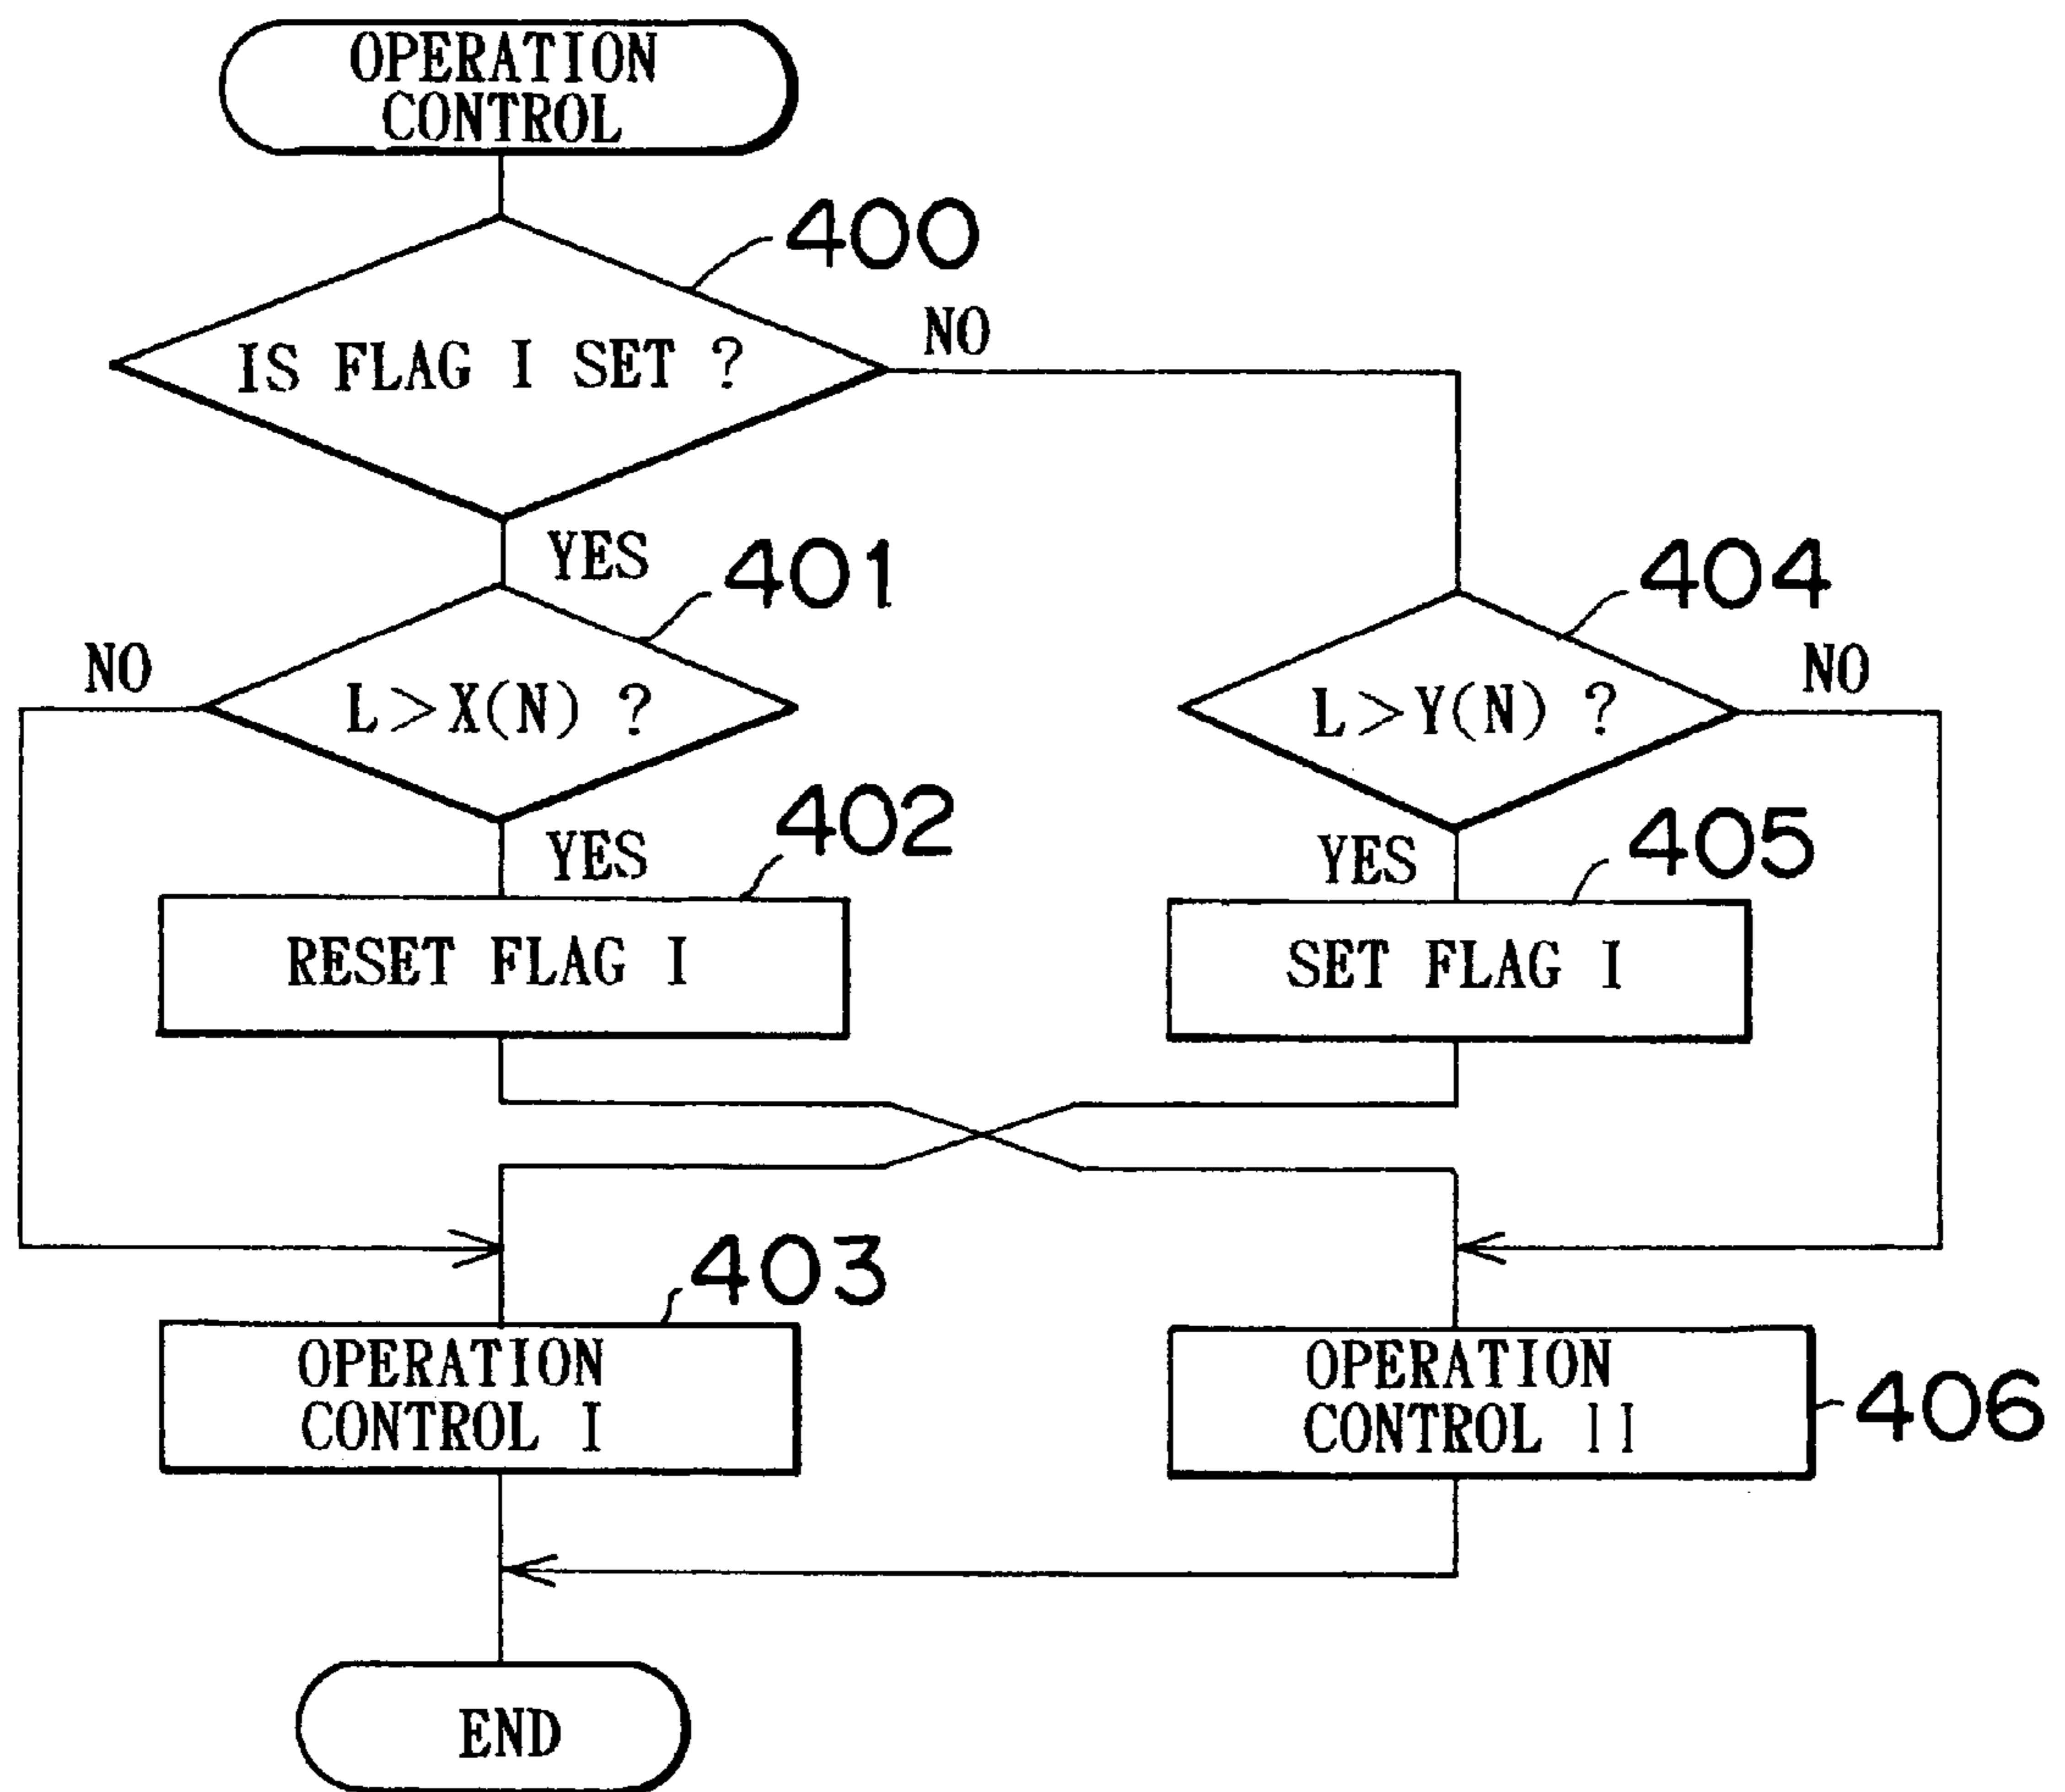 OPERATION
CONTROL
400
IS FLAG I SET ?
NO
YES
401
404
NO
L>X(N) ?
L>Y(N) ?
NO
402
405
YES
YES
RESET FLAG I
SET FLAG I
403
OPERATION
CONTROL I
OPERATION
CONTROL II
406
END